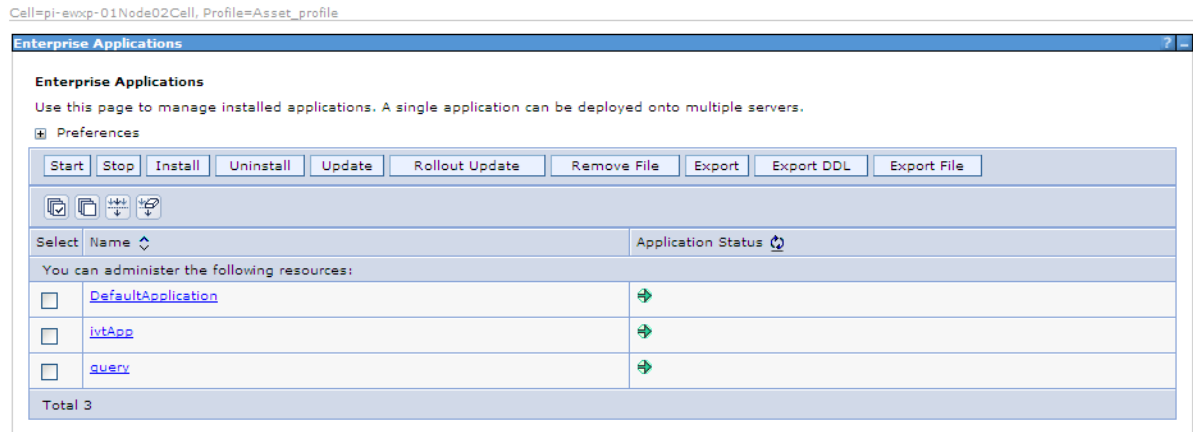 Cell=pi-ewxp-01Node02Cell, Profile=Asset_profile
Enterprise Applications ? _
Enterprise Applications
Use this page to manage installed applications. A single application can be deployed onto multiple servers.
+ Preferences
Start Stop Install Uninstall Update Rollout Update Remove File Export Export DDL Export File
Select Name Application Status
You can administer the following resources:
DefaultApplication
ivtApp
query
Total 3